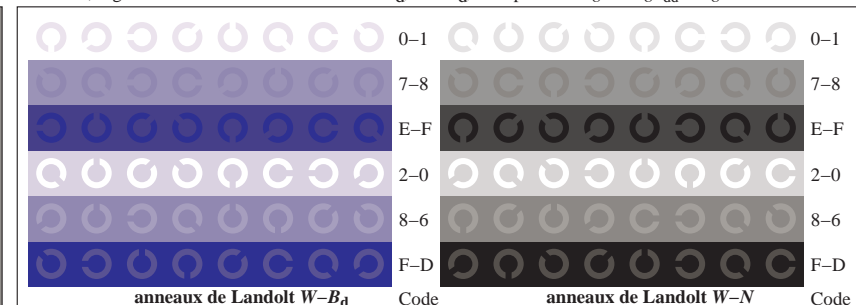 0–1 0–1
7–8 7–8
E–F E–F
2–0 2–0
8–6 8–6
F–D F–D
anneaux de Landolt W–Bd Code anneaux de Landolt W–N Code